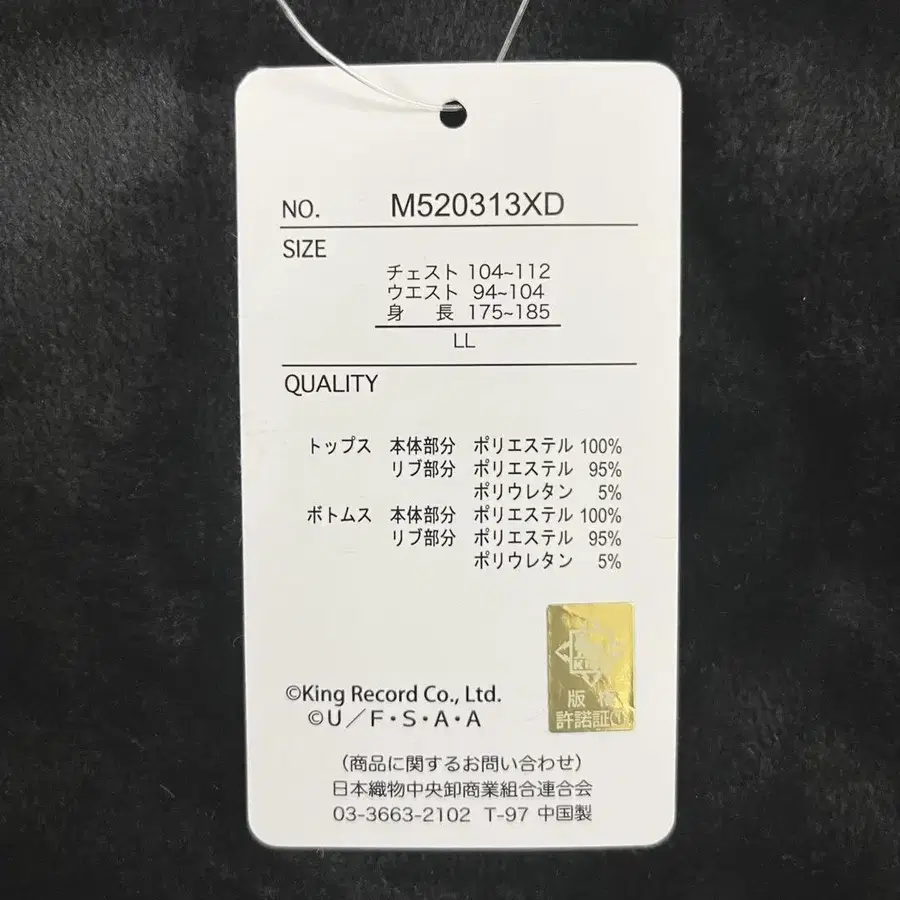 NO. M520313XD
SIZE
チェスト 104~112
ウエスト 94~104
身 長 175~185
LL
QUALITY
トップス 本体部分 ポリエステル 100%
リブ部分 ポリエステル 95%
ポリウレタン 5%
ボトムス 本体部分 ポリエステル 100%
リブ部分 ポリエステル 95%
ポリウレタン 5%
©King Record Co., Ltd.
©U/F・S・A・A
版権
許諾証
(商品に関するお問い合わせ)
日本織物中央卸商業組合連合会
03-3663-2102 T-97 中国製